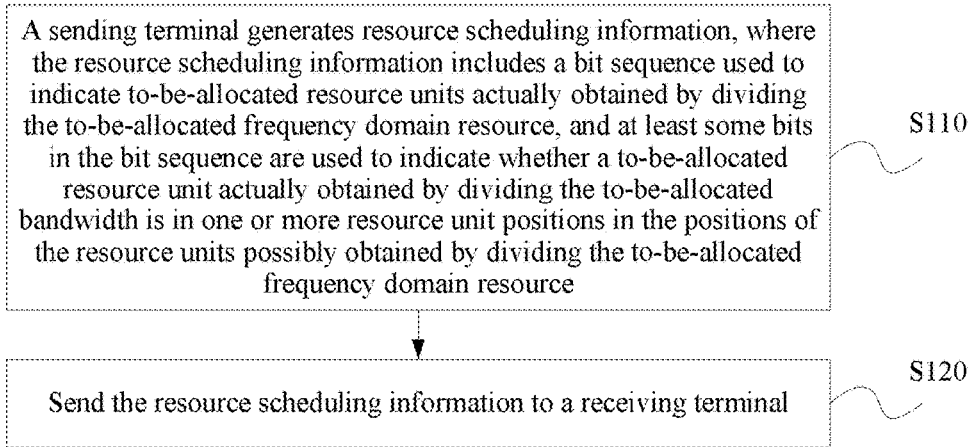 A sending terminal generates resource scheduling information, where
the resource scheduling information includes a bit sequence used to
indicate to-be-allocated resource units actually obtained by dividing
the to-be-allocated frequency domain resource, and at least some bits
in the bit sequence are used to indicate whether a to-be-allocated
resource unit actually obtained by dividing the to-be-allocated
bandwidth is in one or more resource unit positions in the positions of
the resource units possibly obtained by dividing the to-be-allocated
frequency domain resource
S110
Send the resource scheduling information to a receiving terminal
S120